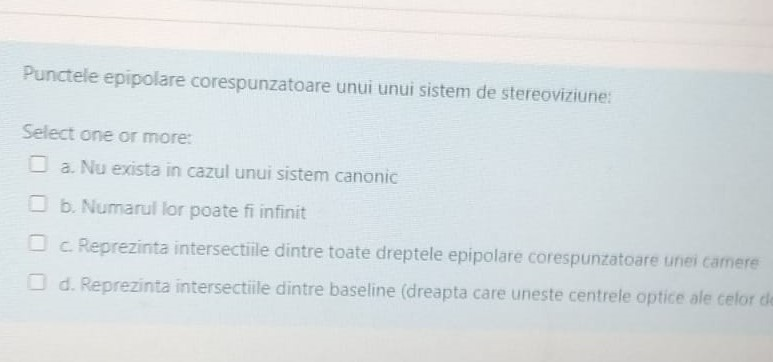 Punctele epipolare corespunzatoare unui unui sistem de stereoviziune:
Select one or more:
a. Nu exista in cazul unui sistem canonic
b. Numarul lor poate fi infinit
c. Reprezinta intersectiile dintre toate dreptele epipolare corespunzatoare unei camere
d. Reprezinta intersectiile dintre baseline (dreapta care uneste centrele optice ale celor